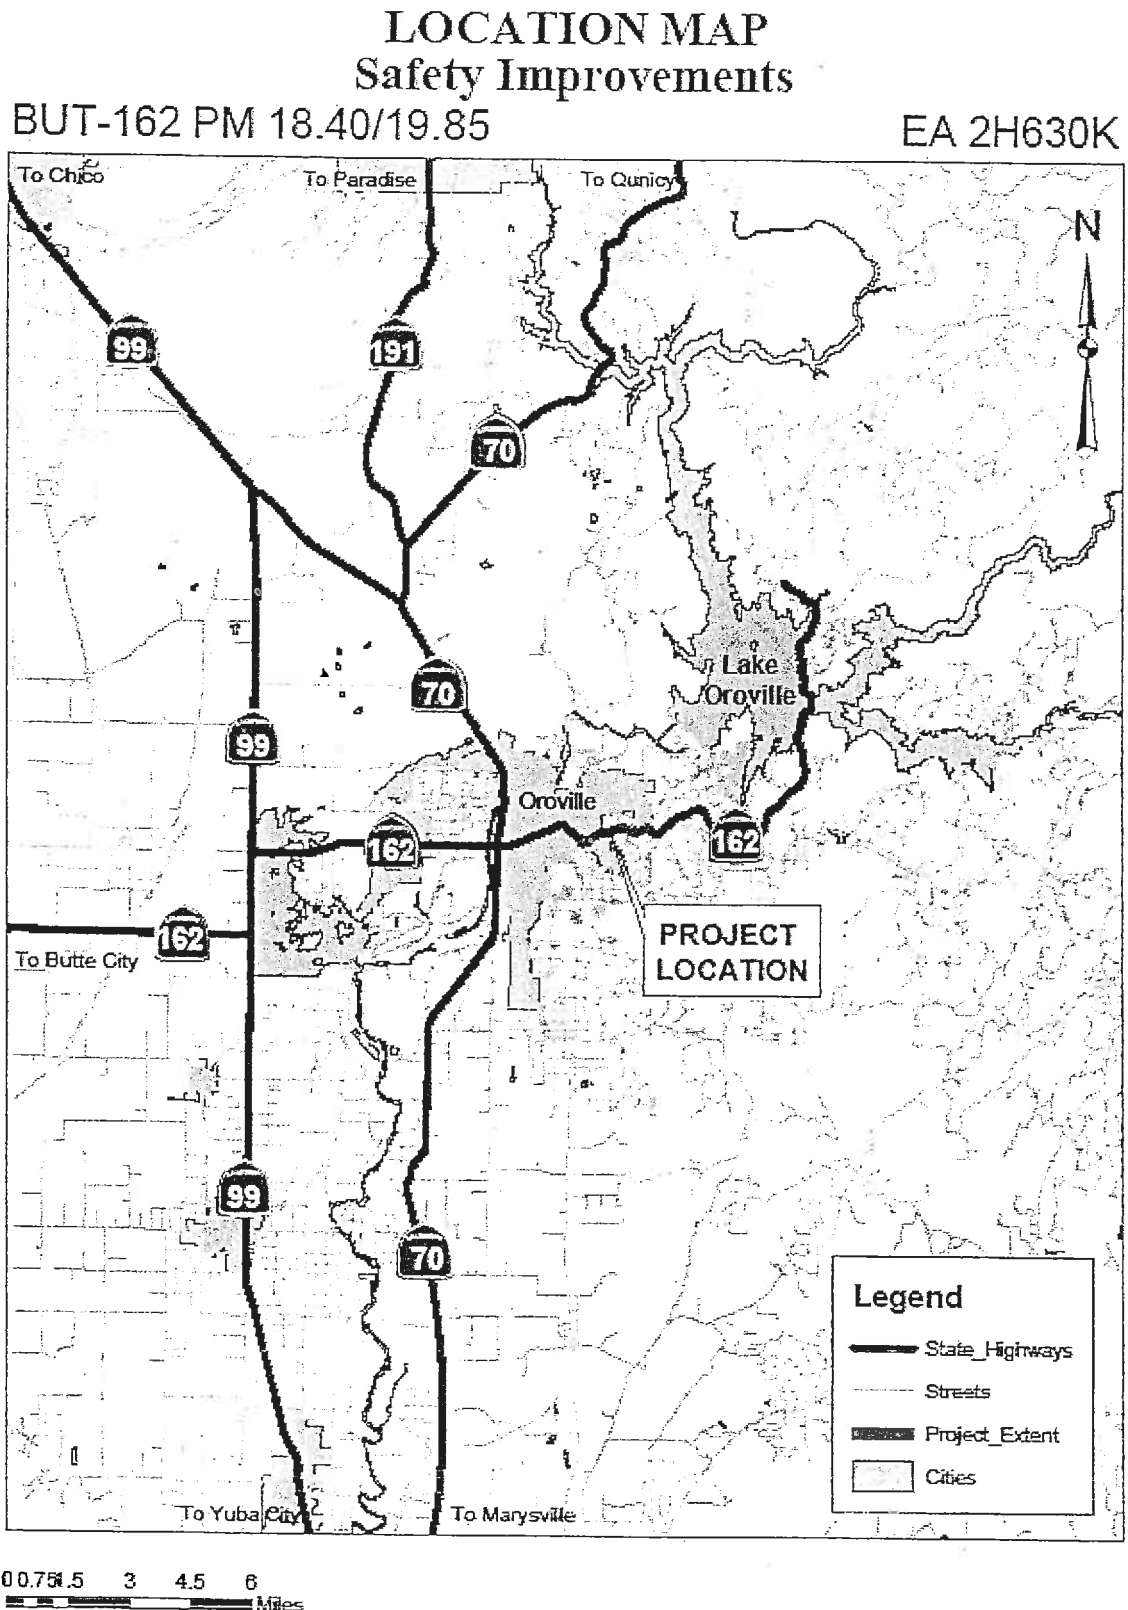 LOCATION MAP
Safety Improvements
BUT-162 PM 18.40/19.85
EA 2H630K
To Chico
To Paradise
To Qunicy
N
99
191
70
70
Lake
Oroville
99
Oroville
162
162
162
To Butte City
PROJECT
LOCATION
99
70
Legend
State_Highways
Streets
Project_Extent
Cities
To Yuba City
To Marysville
0 0.75 1.5 3 4.5 6
Miles